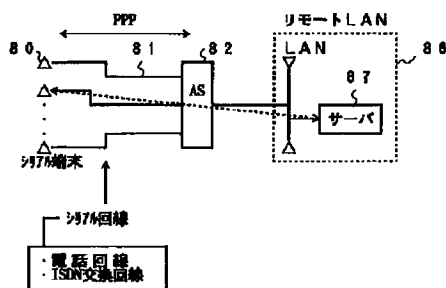 PPP
リモートLAN
80
81
82
LAN
86
87
AS
サーバ
シリアル端末
シリアル回線
・電話回線
・ISDN交換回線